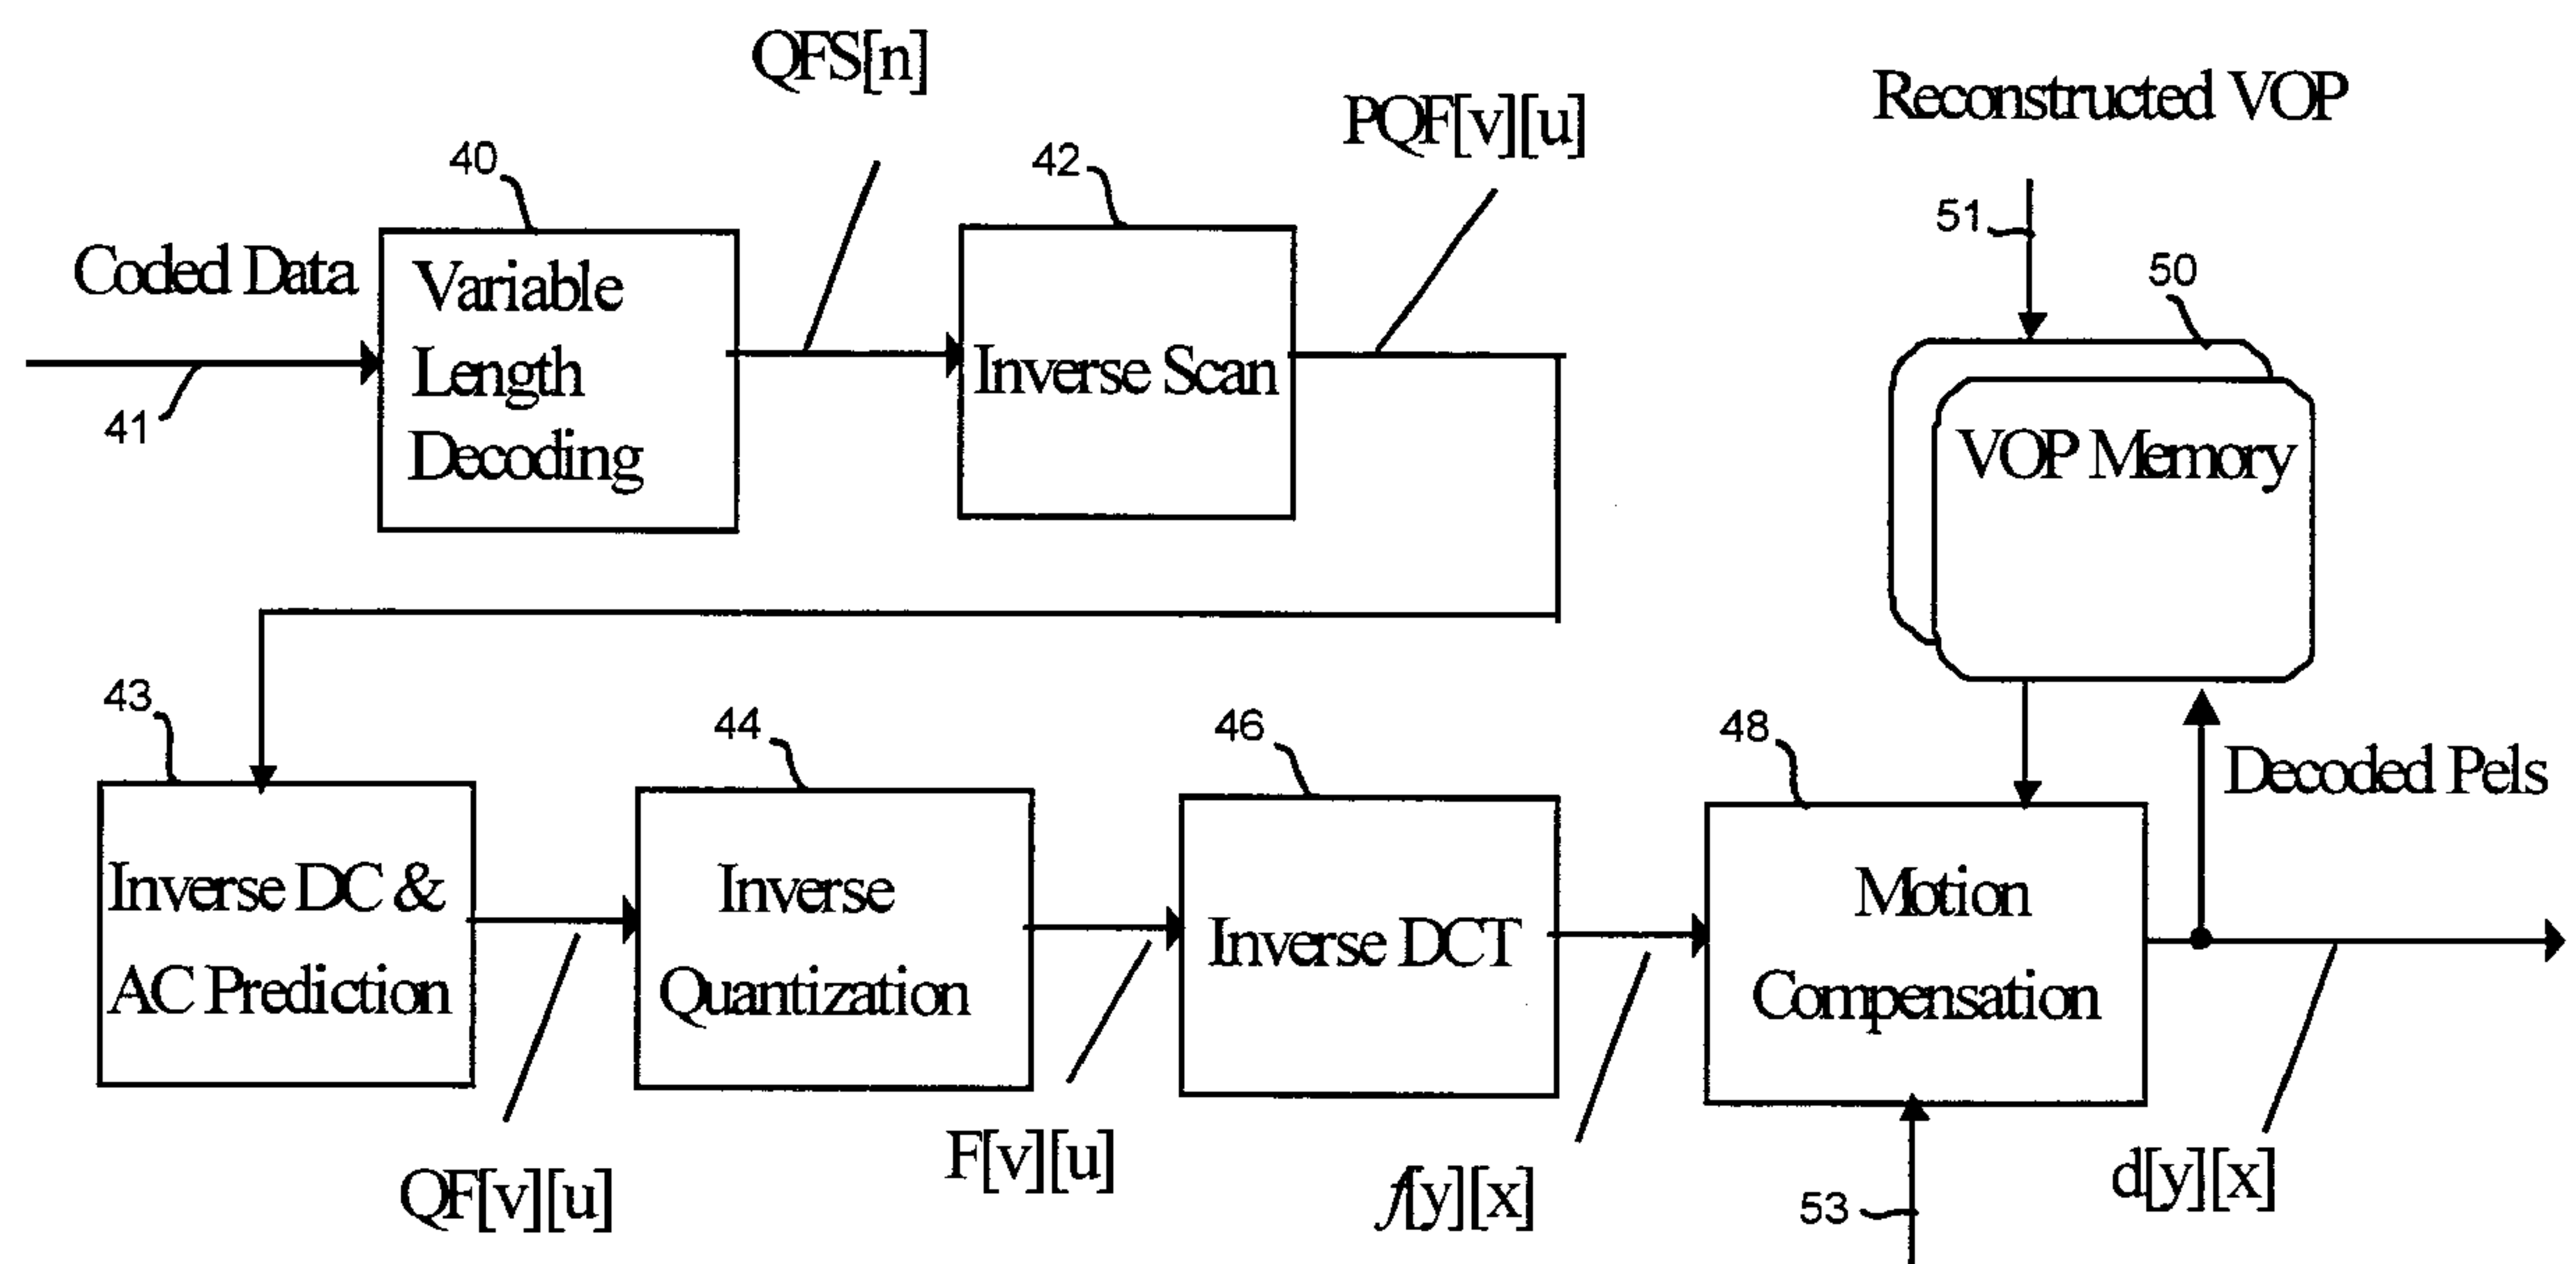 QFS[n]
PQF[v][u]
Reconstructed VOP
40
42
51
50
Coded Data
Variable
Length
Decoding
Inverse Scan
VOP Memory
41
43
44
46
48
Decoded Pels
Inverse DC &
AC Prediction
Inverse
Quantization
Inverse DCT
Motion
Compensation
QF[v][u]
F[v][u]
f[y][x]
53
d[y][x]